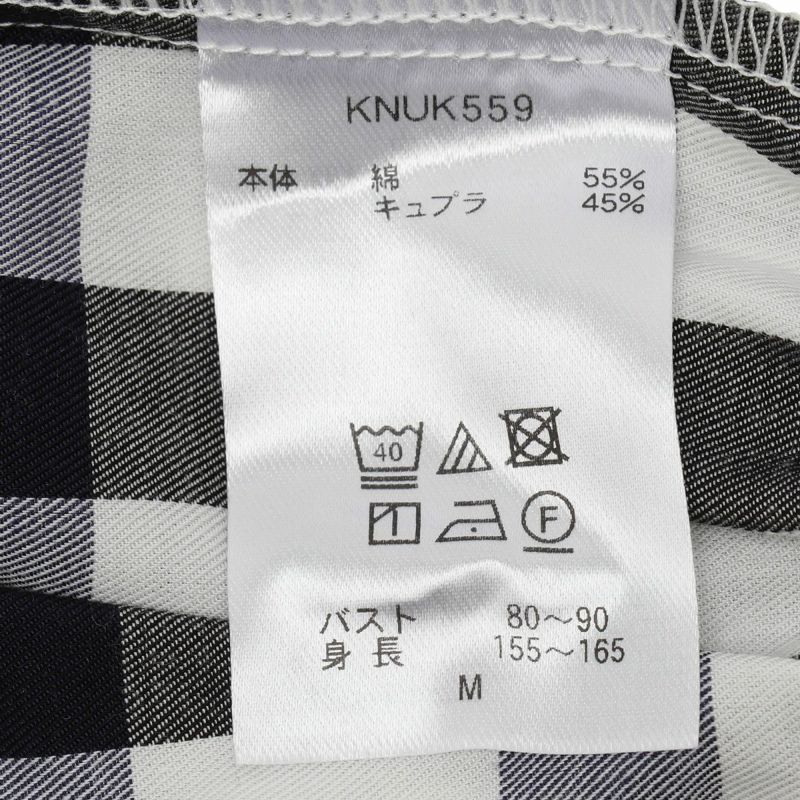 KNUK559
本体 綿 55%
キュプラ 45%
40
F
バスト 80～90
身長 155～165
M